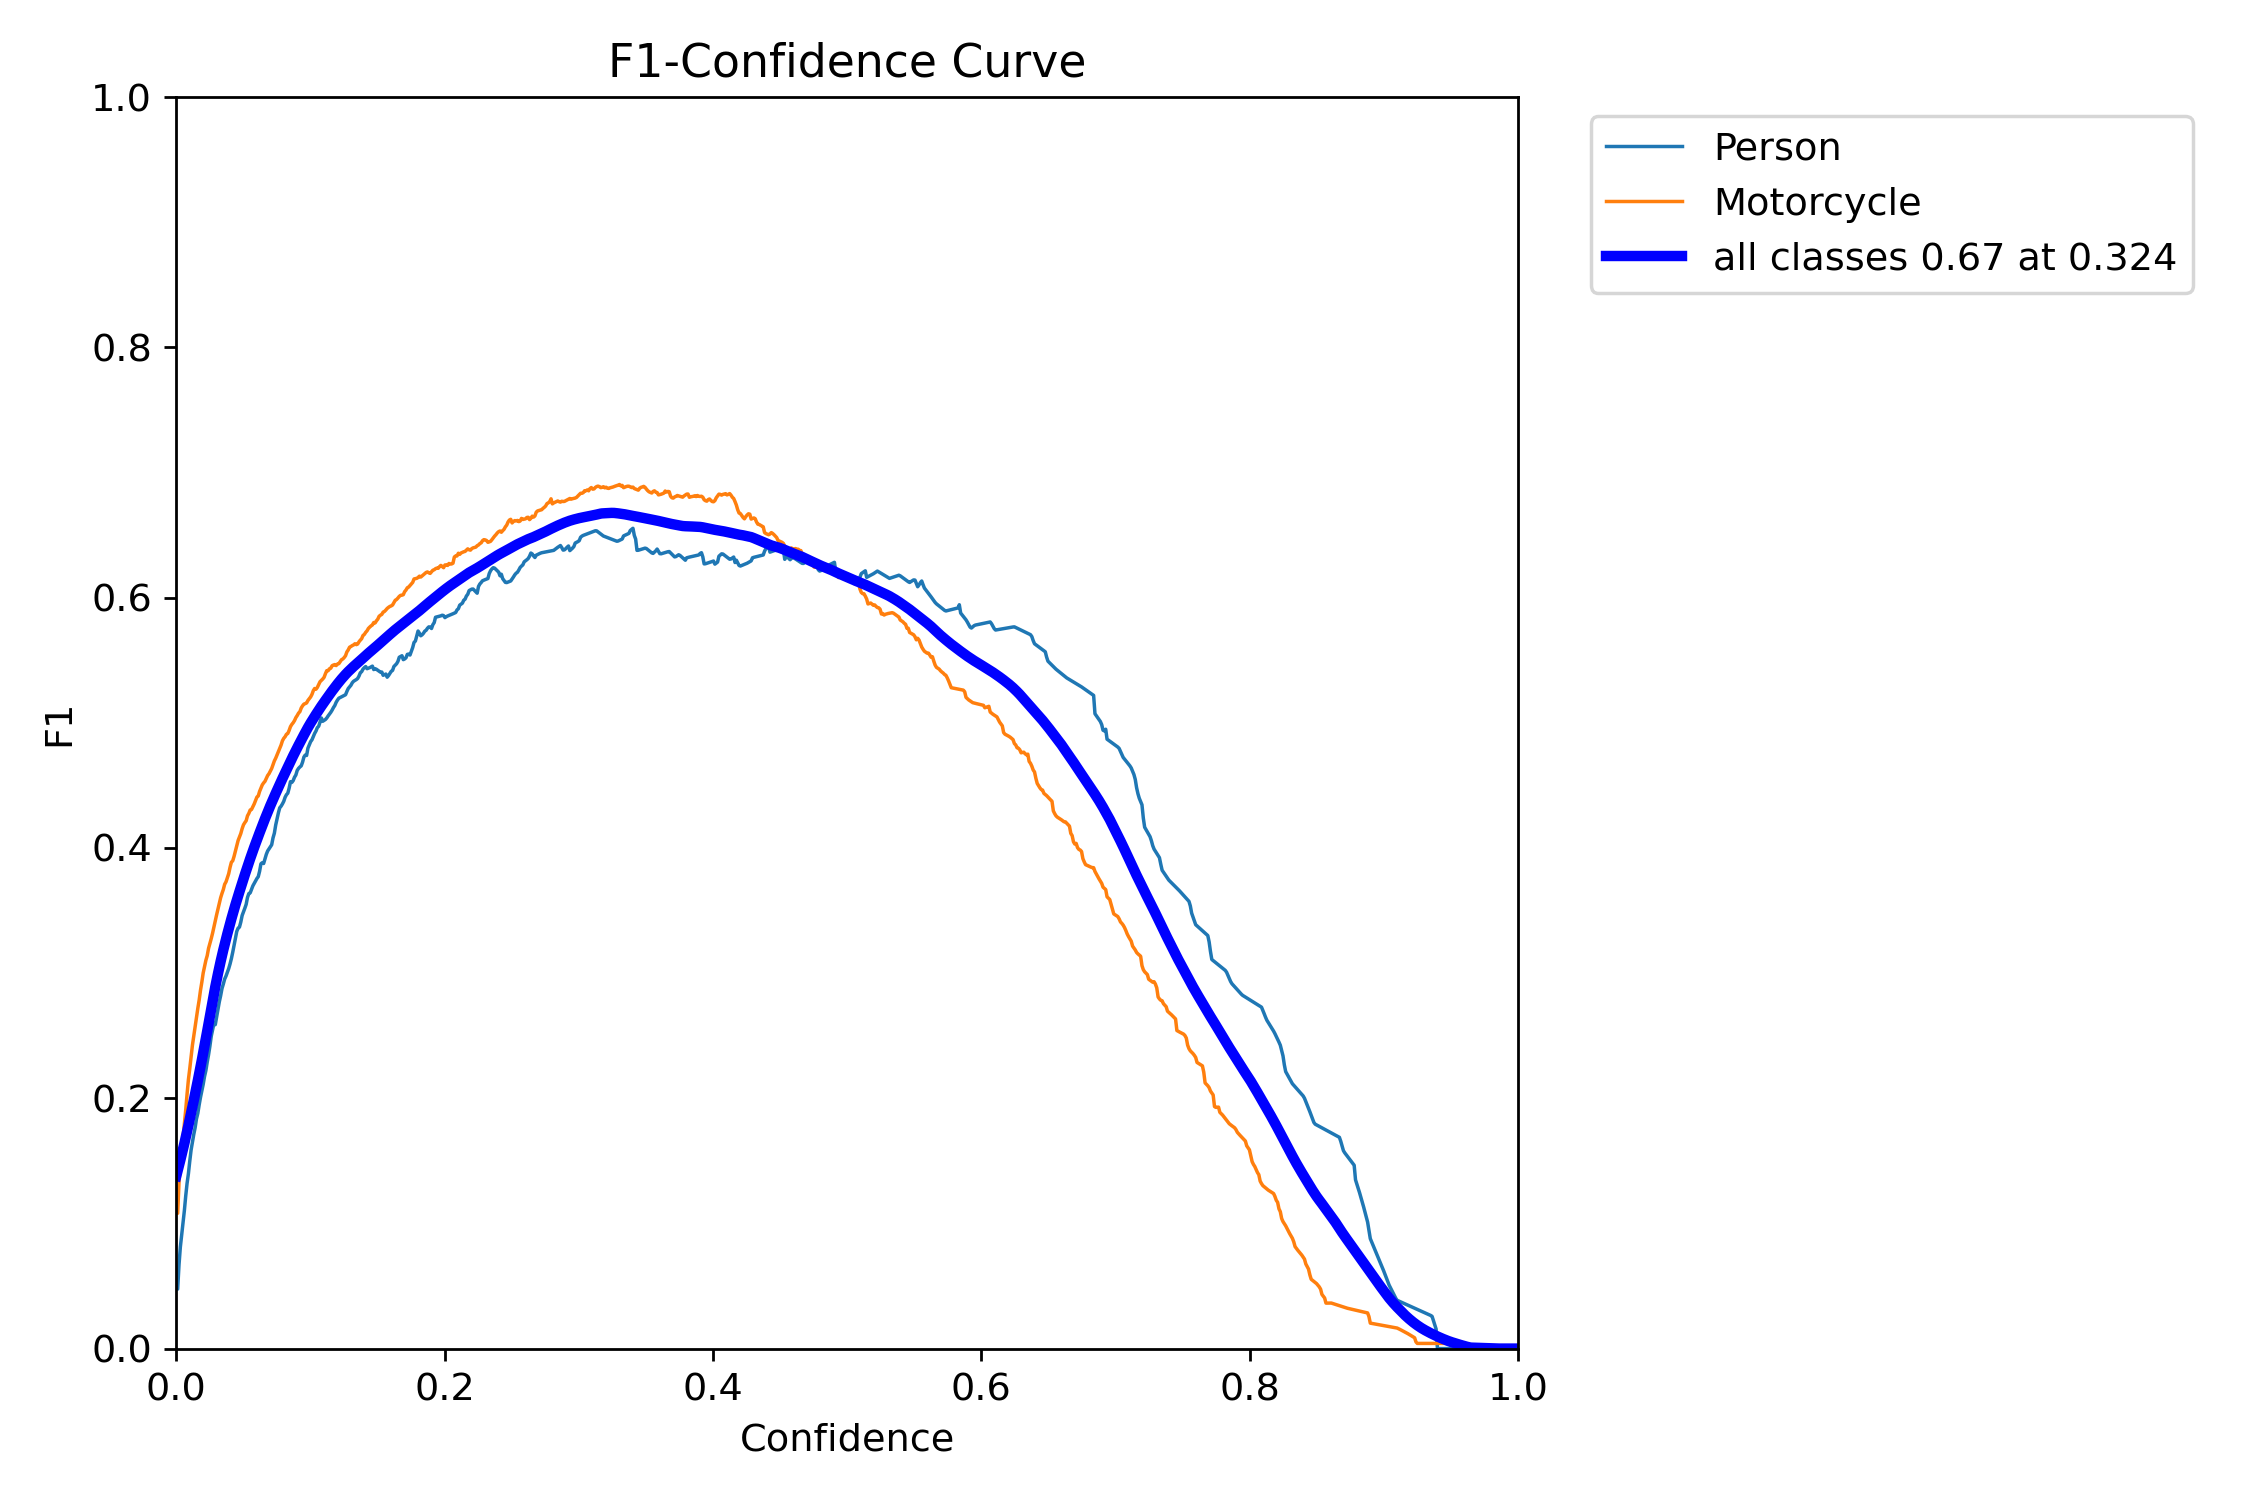 F1-Confidence Curve
1.0
0.8
0.6
0.4
0.2
0.0
F1
0.0 0.2 0.4 0.6 0.8 1.0
Confidence
Person
Motorcycle
all classes 0.67 at 0.324